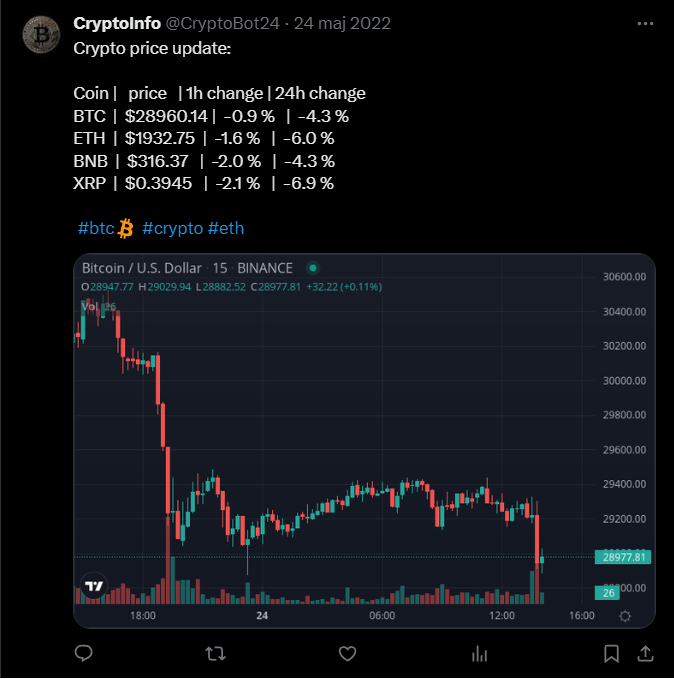 CryptoInfo @CryptoBot24 · 24 maj 2022
Crypto price update:
Coin | price | 1h change | 24h change
BTC | $28960.14 | -0.9 % | -4.3 %
ETH | $1932.75 | -1.6 % | -6.0 %
BNB | $316.37 | -2.0 % | -4.3 %
XRP | $0.3945 | -2.1 % | -6.9 %
#btc #crypto #eth
Bitcoin / U.S. Dollar · 15 · BINANCE
O28947.77 H29029.94 L28882.52 C28977.81 +32.22 (+0.11%)
Vol 26
30600.00
30400.00
30200.00
30000.00
29800.00
29600.00
29400.00
29200.00
28977.81
26
18:00 24 06:00 12:00 16:00